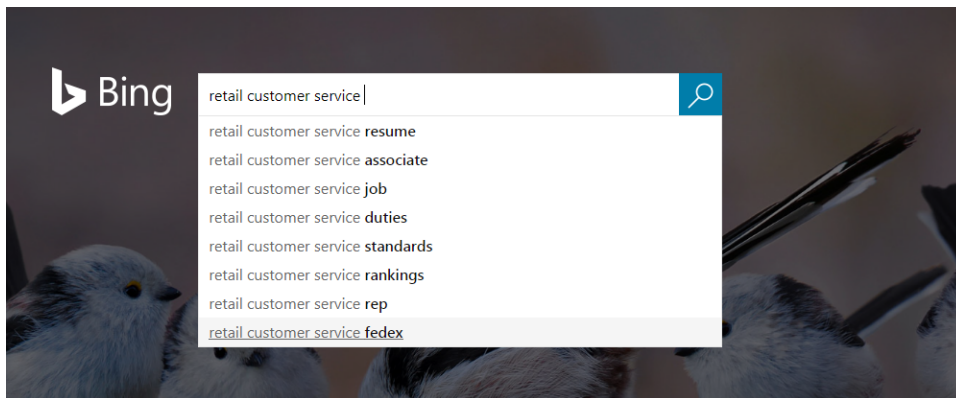 Bing
retail customer service
retail customer service resume
retail customer service associate
retail customer service job
retail customer service duties
retail customer service standards
retail customer service rankings
retail customer service rep
retail customer service fedex